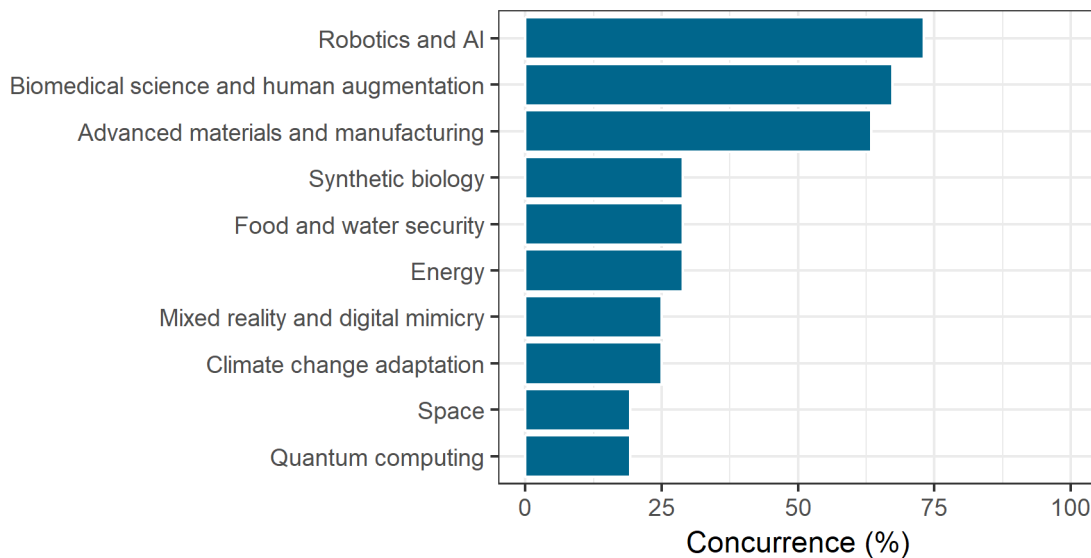 Robotics and AI
Biomedical science and human augmentation
Advanced materials and manufacturing
Synthetic biology
Food and water security
Energy
Mixed reality and digital mimicry
Climate change adaptation
Space
Quantum computing
0 25 50 75 100
Concurrence (%)